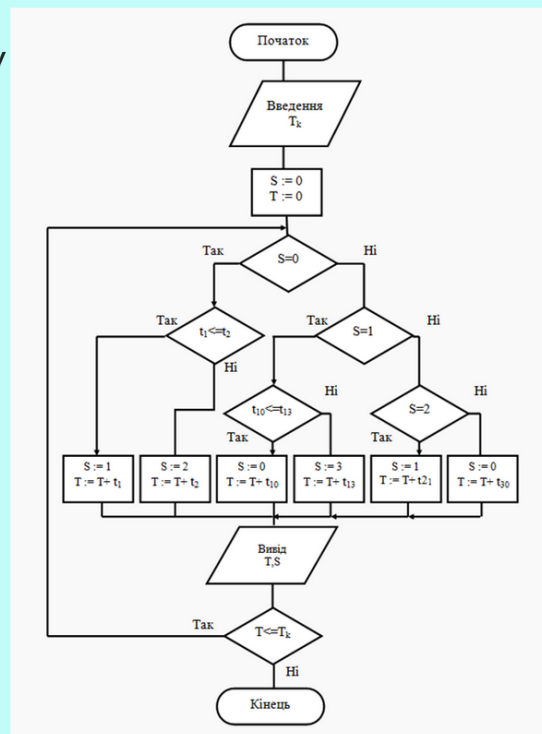 у
Початок
Введення
Tk
S := 0
T := 0
Так
S=0
Ні
Так
t1<=t2
Ні
Так
S=1
Ні
t10<=t13
Ні
Так
S=2
Ні
Так
S := 1
T := T+ t1
S := 2
T := T+ t2
S := 0
T := T+ t10
S := 3
T := T+ t13
S := 1
T := T+ t21
S := 0
T := T+ t30
Вивід
T,S
Так
T<=Tk
Ні
Кінець